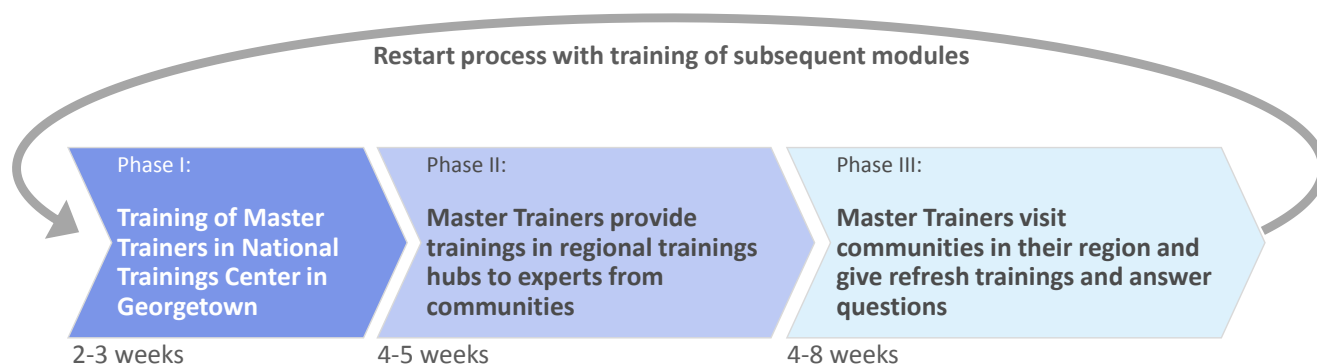 Restart process with training of subsequent modules
Phase I:
Training of Master
Trainers in National
Trainings Center in
Georgetown
2-3 weeks
Phase II:
Master Trainers provide
trainings in regional trainings
hubs to experts from
communities
4-5 weeks
Phase III:
Master Trainers visit
communities in their region and
give refresh trainings and answer
questions
4-8 weeks